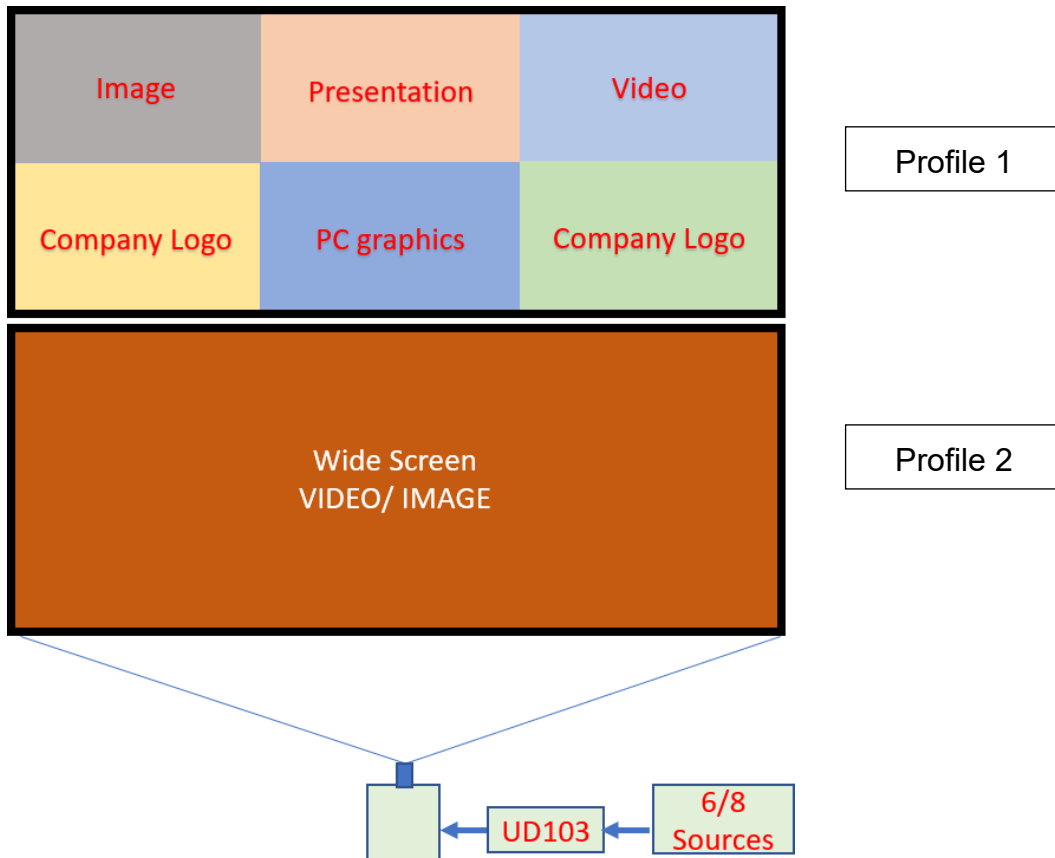 Image
Presentation
Video
Company Logo
PC graphics
Company Logo
Profile 1
Wide Screen
VIDEO/ IMAGE
Profile 2
UD103
6/8
Sources